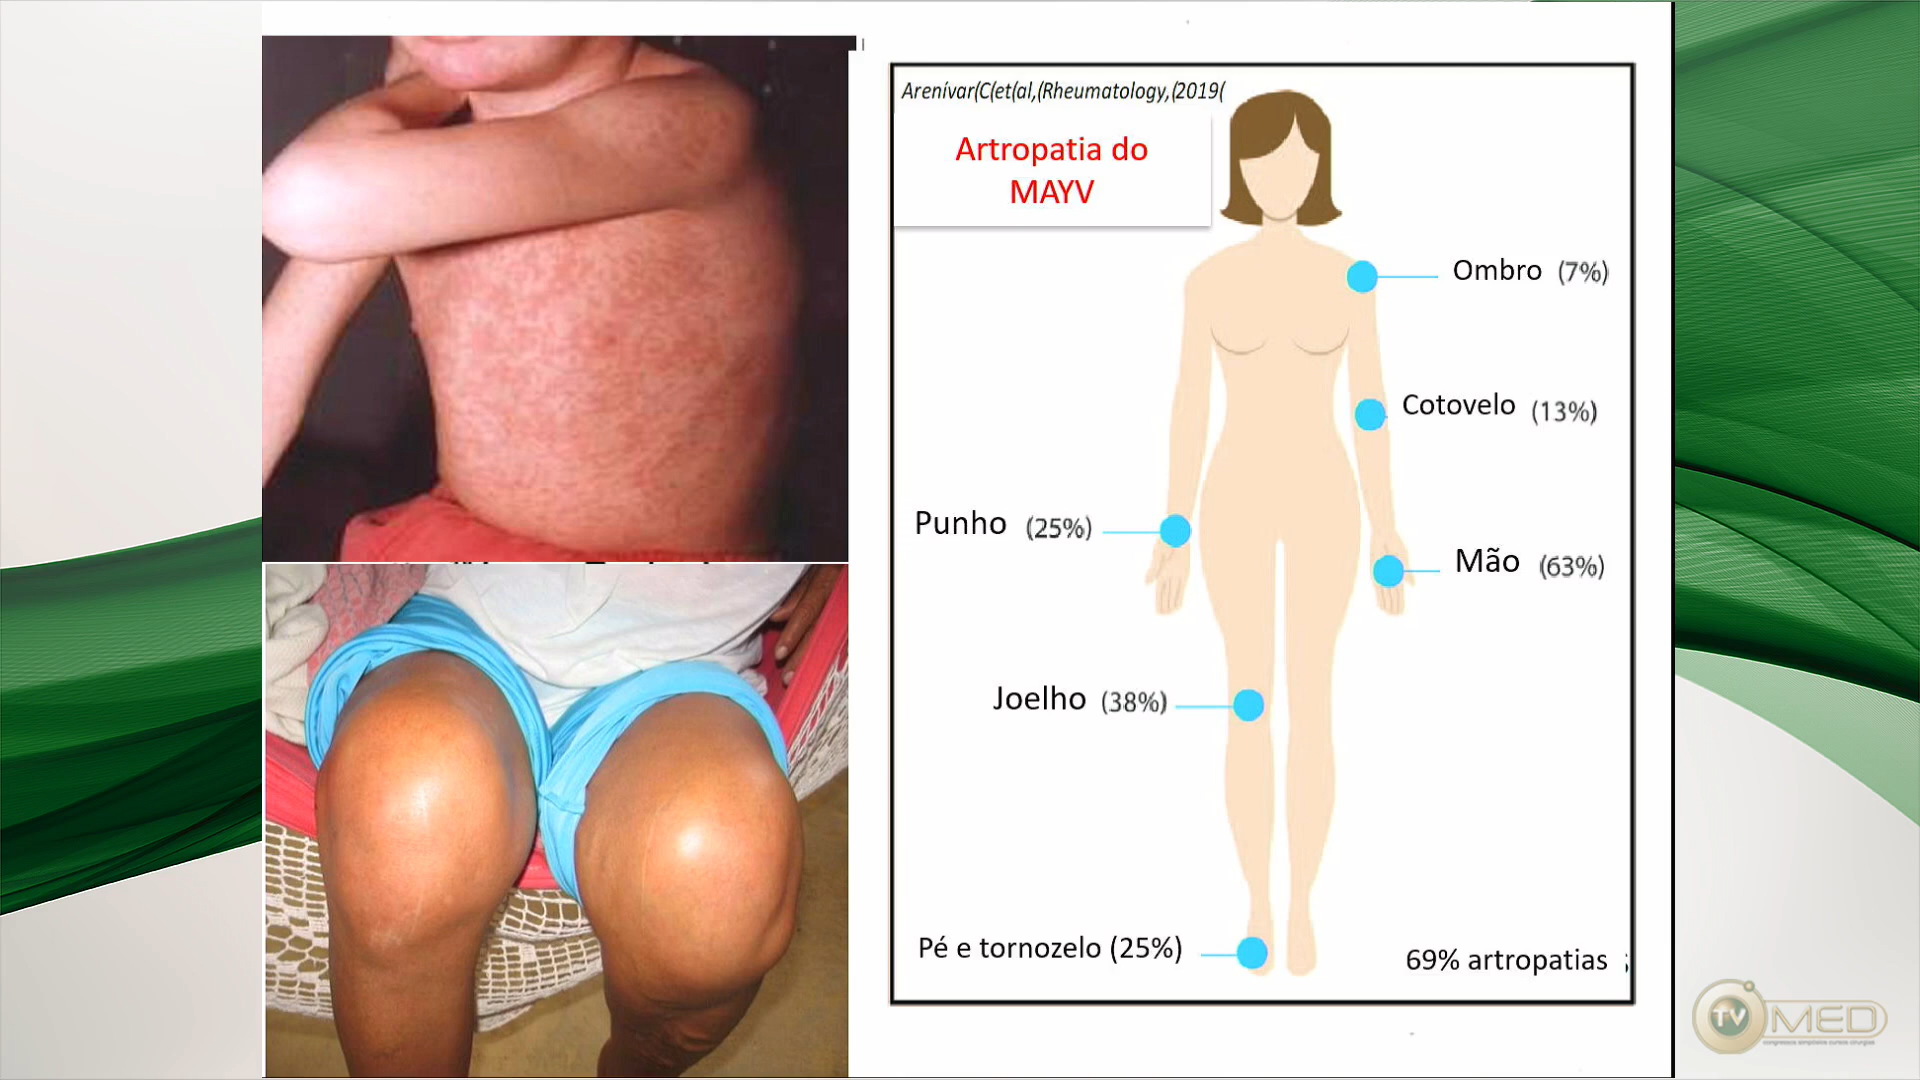 Arenívar(C(et(al,(Rheumatology,(2019(
Artropatia do
MAYV
Ombro (7%)
Cotovelo (13%)
Punho (25%)
Mão (63%)
Joelho (38%)
Pé e tornozelo (25%)
69% artropatias
TV MED